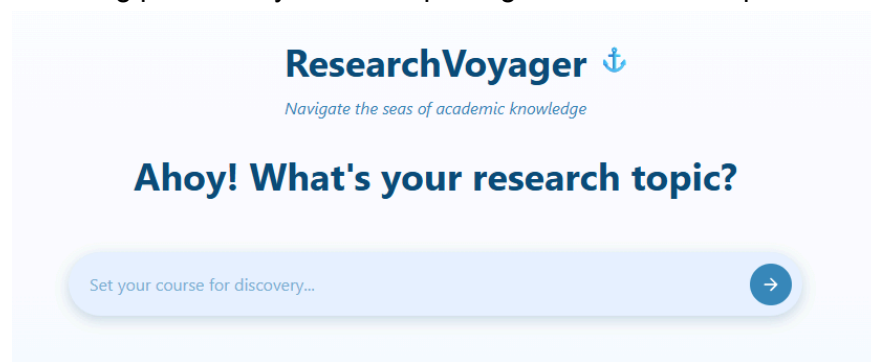 ResearchVoyager
Navigate the seas of academic knowledge
Ahoy! What's your research topic?
Set your course for discovery...